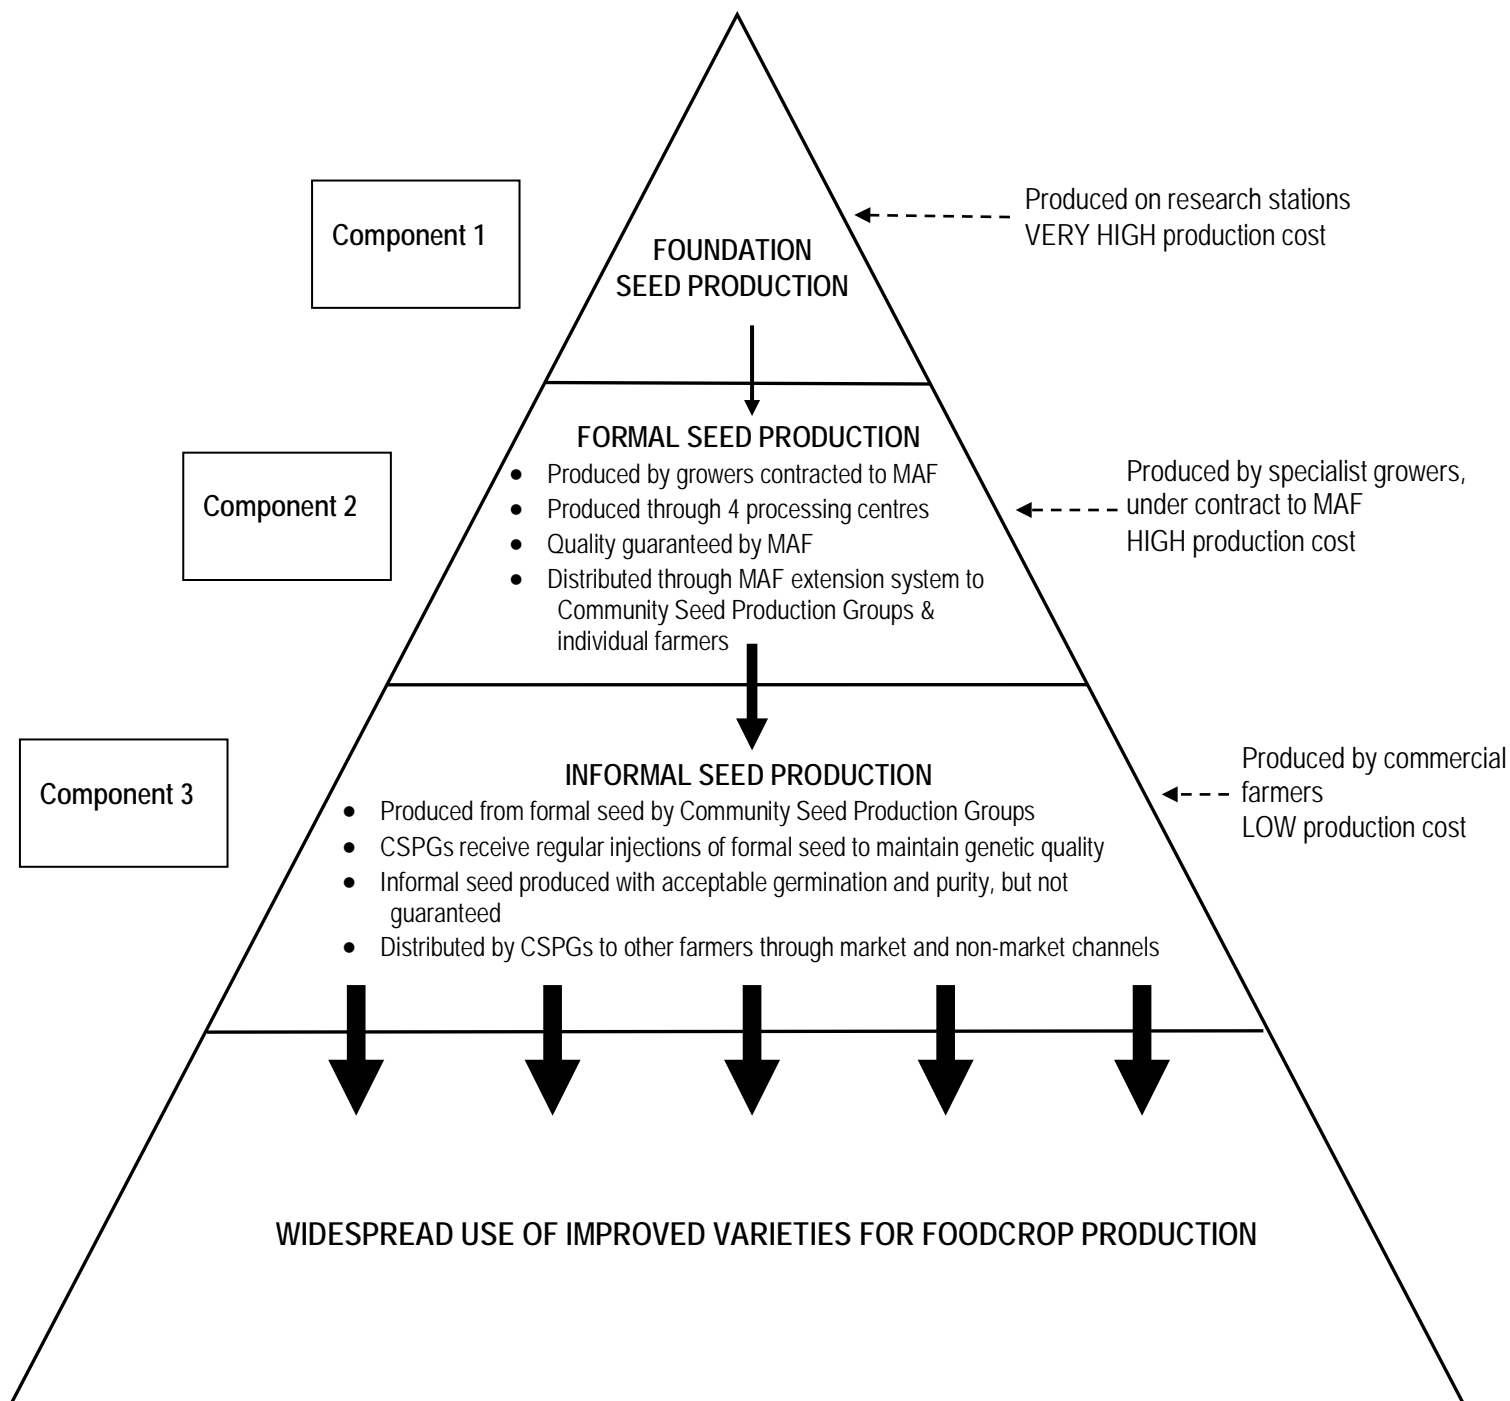 Component 1
FOUNDATION
SEED PRODUCTION
Produced on research stations
VERY HIGH production cost
Component 2
FORMAL SEED PRODUCTION
● Produced by growers contracted to MAF
● Produced through 4 processing centres
● Quality guaranteed by MAF
● Distributed through MAF extension system to
Community Seed Production Groups &
individual farmers
Produced by specialist growers,
under contract to MAF
HIGH production cost
Component 3
INFORMAL SEED PRODUCTION
● Produced from formal seed by Community Seed Production Groups
● CSPGs receive regular injections of formal seed to maintain genetic quality
● Informal seed produced with acceptable germination and purity, but not
guaranteed
● Distributed by CSPGs to other farmers through market and non-market channels
Produced by commercial
farmers
LOW production cost
WIDESPREAD USE OF IMPROVED VARIETIES FOR FOODCROP PRODUCTION